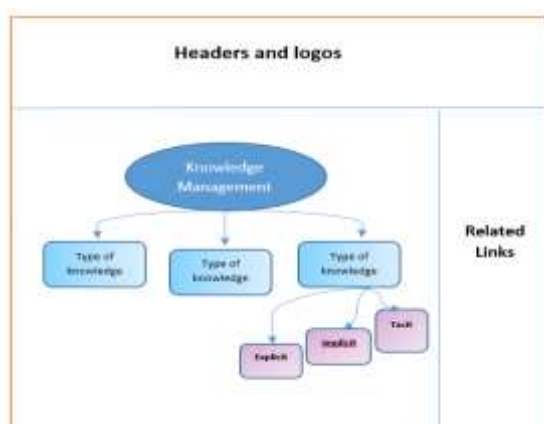 Headers and logos
Knowledge
Management
Type of
knowledge
Type of
knowledge
Type of
knowledge
Related
Links
Explicit
Implicit
Tacit